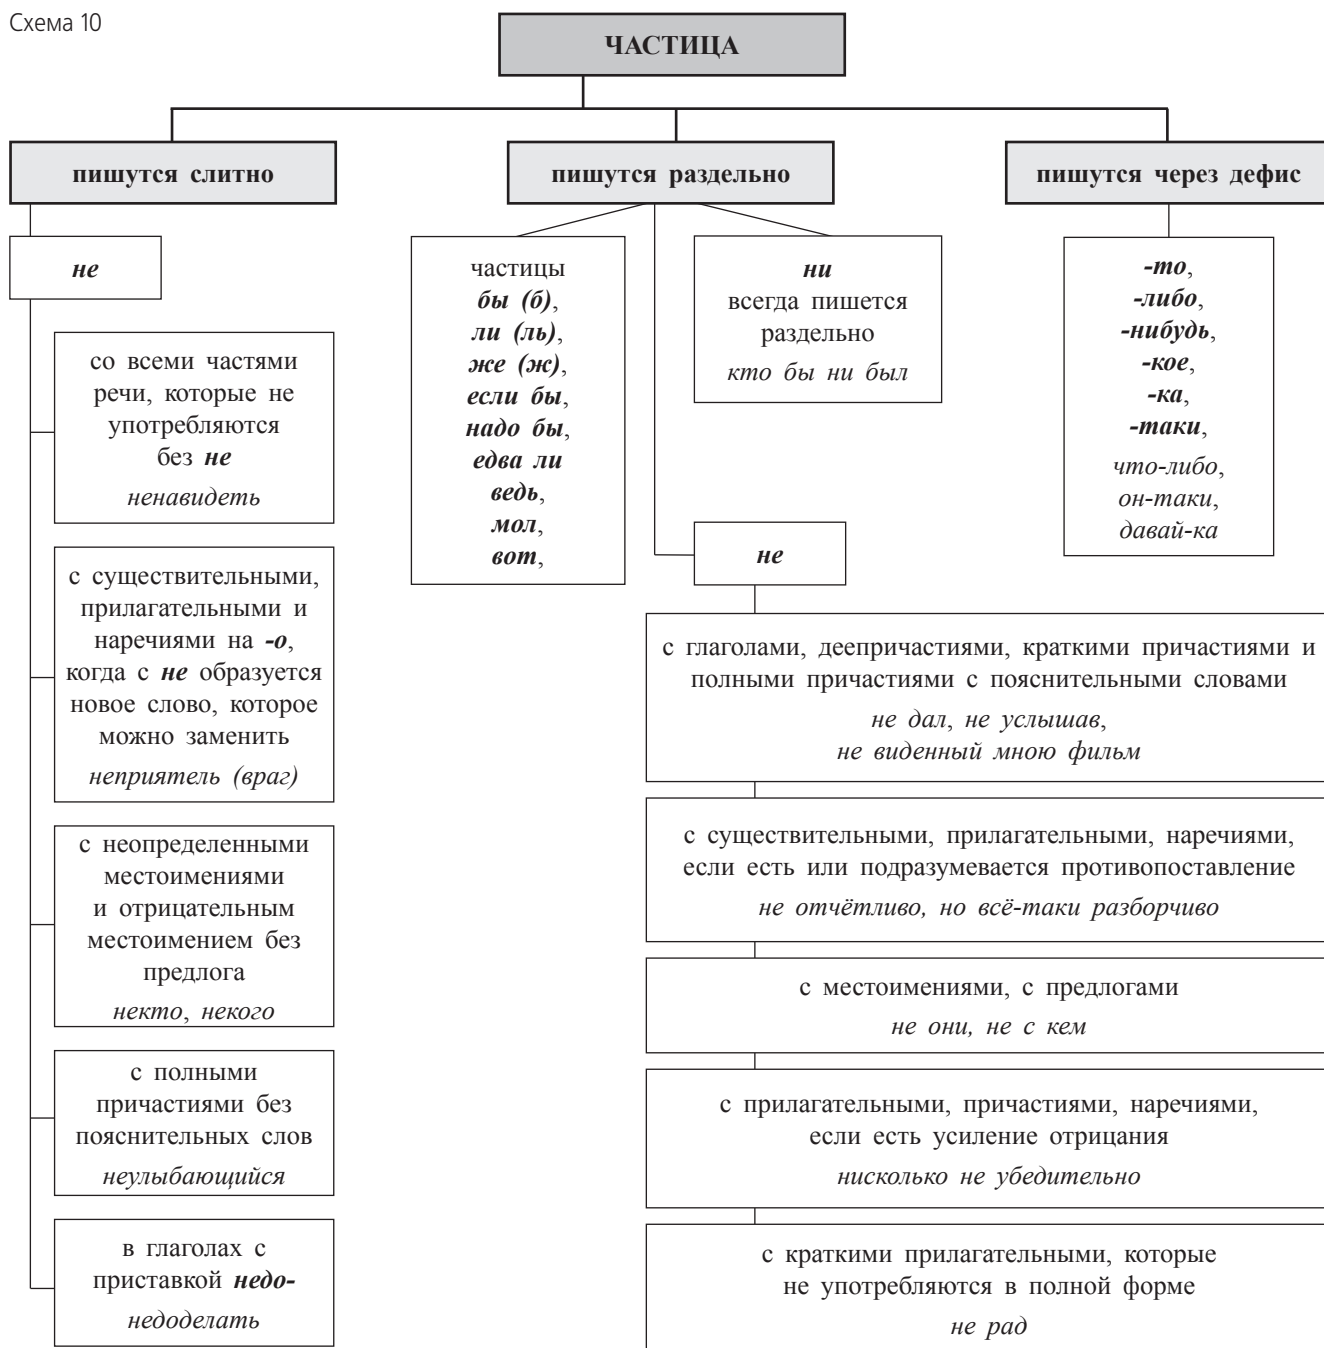 Схема 10
ЧАСТИЦА
пишутся слитно
не
со всеми частями
речи, которые не
употребляются
без не
ненавидеть
с существительными,
прилагательными и
наречиями на -о,
когда с не образуется
новое слово, которое
можно заменить
неприятель (враг)
с неопределенными
местоимениями
и отрицательным
местоимением без
предлога
некто, некого
с полными
причастиями без
пояснительных слов
неулыбающийся
в глаголах с
приставкой недо-
недоделать
пишутся раздельно
частицы
бы (б),
ли (ль),
же (ж),
если бы,
надо бы,
едва ли
ведь,
мол,
вот,
ни
всегда пишется
раздельно
кто бы ни был
не
с глаголами, деепричастиями, краткими причастиями и
полными причастиями с пояснительными словами
не дал, не услышав,
не виденный мною фильм
с существительными, прилагательными, наречиями,
если есть или подразумевается противопоставление
не отчётливо, но всё-таки разборчиво
с местоимениями, с предлогами
не они, не с кем
с прилагательными, причастиями, наречиями,
если есть усиление отрицания
нисколько не убедительно
с краткими прилагательными, которые
не употребляются в полной форме
не рад
пишутся через дефис
-то,
-либо,
-нибудь,
-кое,
-ка,
-таки,
что-либо,
он-таки,
давай-ка